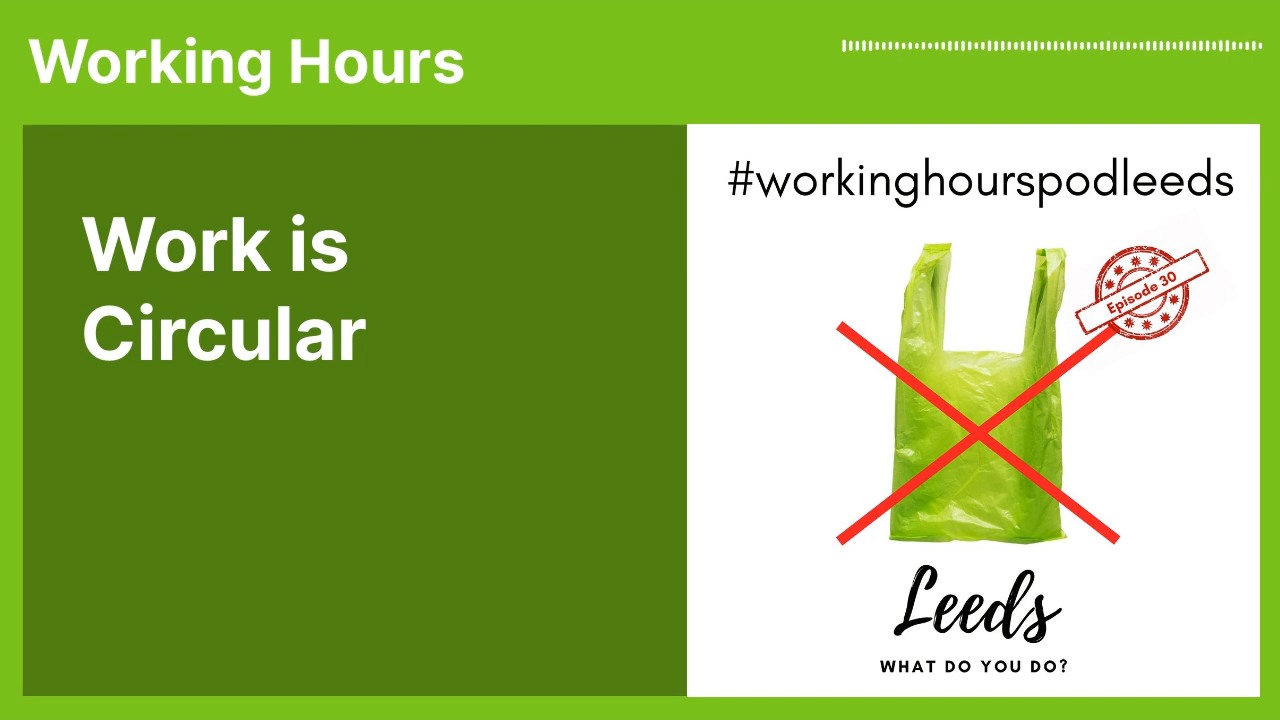 Working Hours
Work is
Circular
#workinghourspodleeds
Episode 30
Leeds
WHAT DO YOU DO?